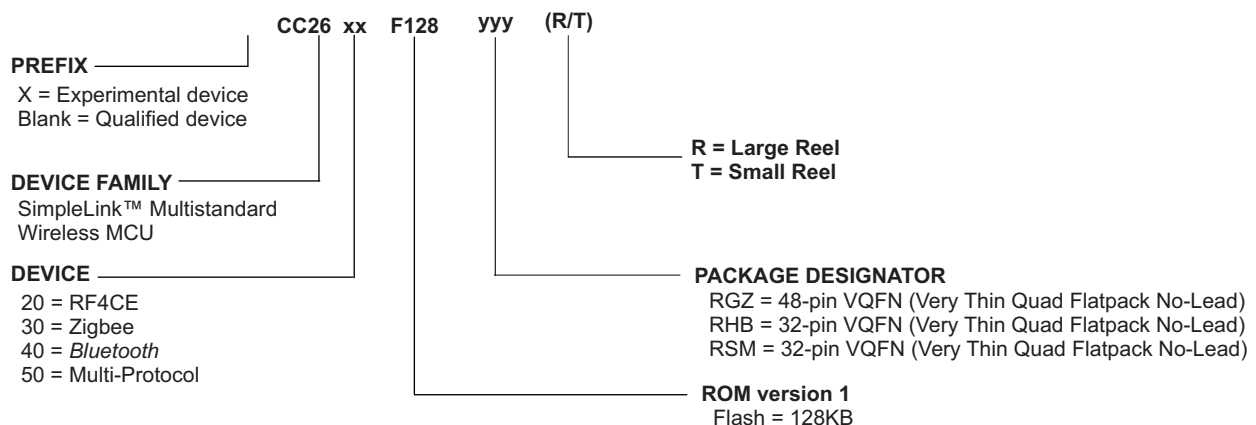 CC26 xx F128 yyy (R/T)
PREFIX
X = Experimental device
Blank = Qualified device
R = Large Reel
T = Small Reel
DEVICE FAMILY
SimpleLink™ Multistandard
Wireless MCU
DEVICE
20 = RF4CE
30 = Zigbee
40 = Bluetooth
50 = Multi-Protocol
PACKAGE DESIGNATOR
RGZ = 48-pin VQFN (Very Thin Quad Flatpack No-Lead)
RHB = 32-pin VQFN (Very Thin Quad Flatpack No-Lead)
RSM = 32-pin VQFN (Very Thin Quad Flatpack No-Lead)
ROM version 1
Flash = 128KB